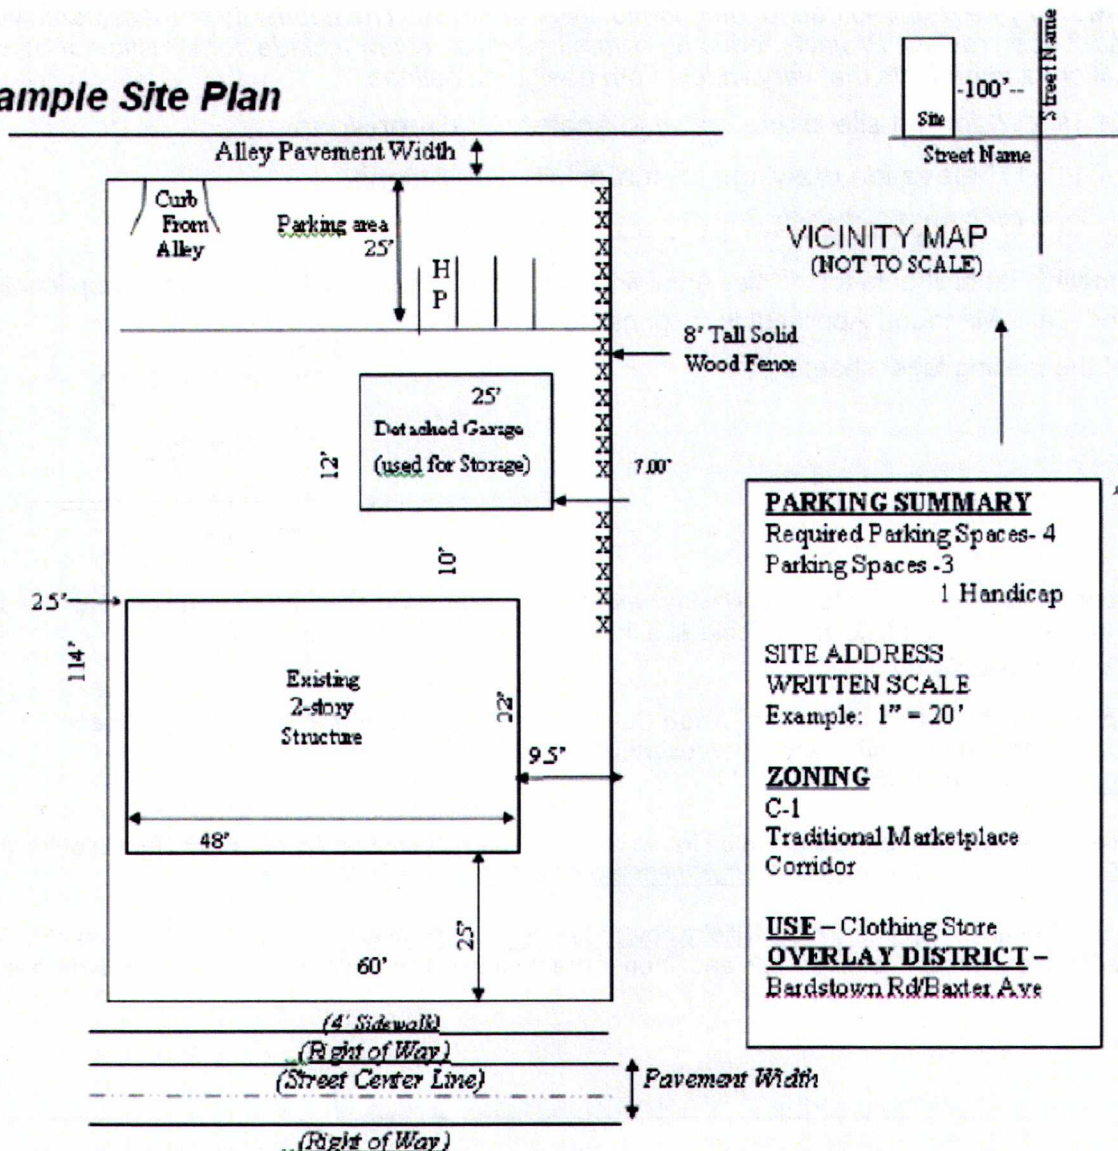 Sample Site Plan
Alley Pavement Width
Curb
From
Alley
Parking area
25'
H
P
8' Tall Solid
Wood Fence
25'
Detached Garage
(used for Storage)
12'
7.00'
10'
2.5'
114'
Existing
2-story
Structure
9.5'
48'
25'
60'
(4' Sidewalk)
(Right of Way)
(Street Center Line)
Pavement Width
(Right of Way)
Site
-100'--
Street Name
Street Name
VICINITY MAP
(NOT TO SCALE)
PARKING SUMMARY
Required Parking Spaces- 4
Parking Spaces -3
1 Handicap
SITE ADDRESS
WRITTEN SCALE
Example: 1" = 20'
ZONING
C-1
Traditional Marketplace
Corridor
USE – Clothing Store
OVERLAY DISTRICT –
Bardstown Rd/Baxter Ave